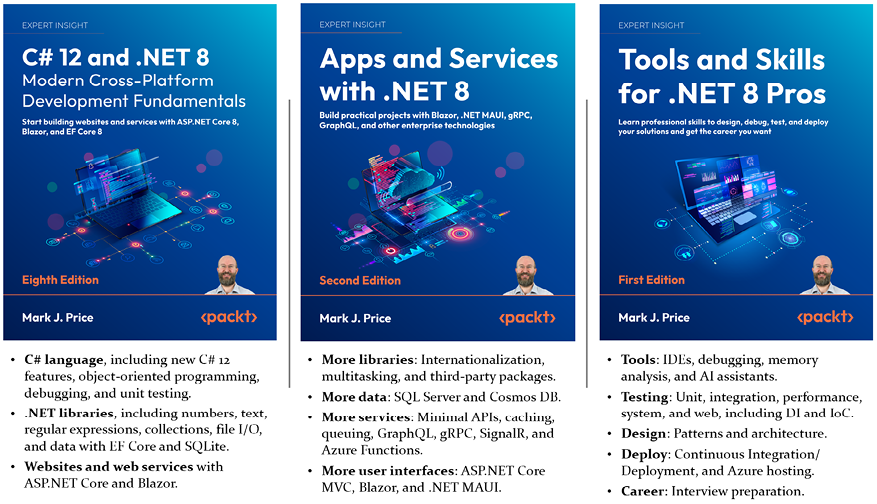 EXPERT INSIGHT
C# 12 and .NET 8
Modern Cross-Platform
Development Fundamentals
Start building websites and services with ASP.NET Core 8,
Blazor, and EF Core 8
Eighth Edition
Mark J. Price
<packt>
• C# language, including new C# 12
features, object-oriented programming,
debugging, and unit testing.
• .NET libraries, including numbers, text,
regular expressions, collections, file I/O,
and data with EF Core and SQLite.
• Websites and web services with
ASP.NET Core and Blazor.
EXPERT INSIGHT
Apps and Services
with .NET 8
Build practical projects with Blazor, .NET MAUI, gRPC,
GraphQL, and other enterprise technologies
Second Edition
Mark J. Price
<packt>
• More libraries: Internationalization,
multitasking, and third-party packages.
• More data: SQL Server and Cosmos DB.
• More services: Minimal APIs, caching,
queuing, GraphQL, gRPC, SignalR, and
Azure Functions.
• More user interfaces: ASP.NET Core
MVC, Blazor, and .NET MAUI.
EXPERT INSIGHT
Tools and Skills
for .NET 8 Pros
Learn professional skills to design, debug, test, and deploy
your solutions and get the career you want
First Edition
Mark J. Price
<packt>
• Tools: IDEs, debugging, memory
analysis, and AI assistants.
• Testing: Unit, integration, performance,
system, and web, including DI and IoC.
• Design: Patterns and architecture.
• Deploy: Continuous Integration/
Deployment, and Azure hosting.
• Career: Interview preparation.